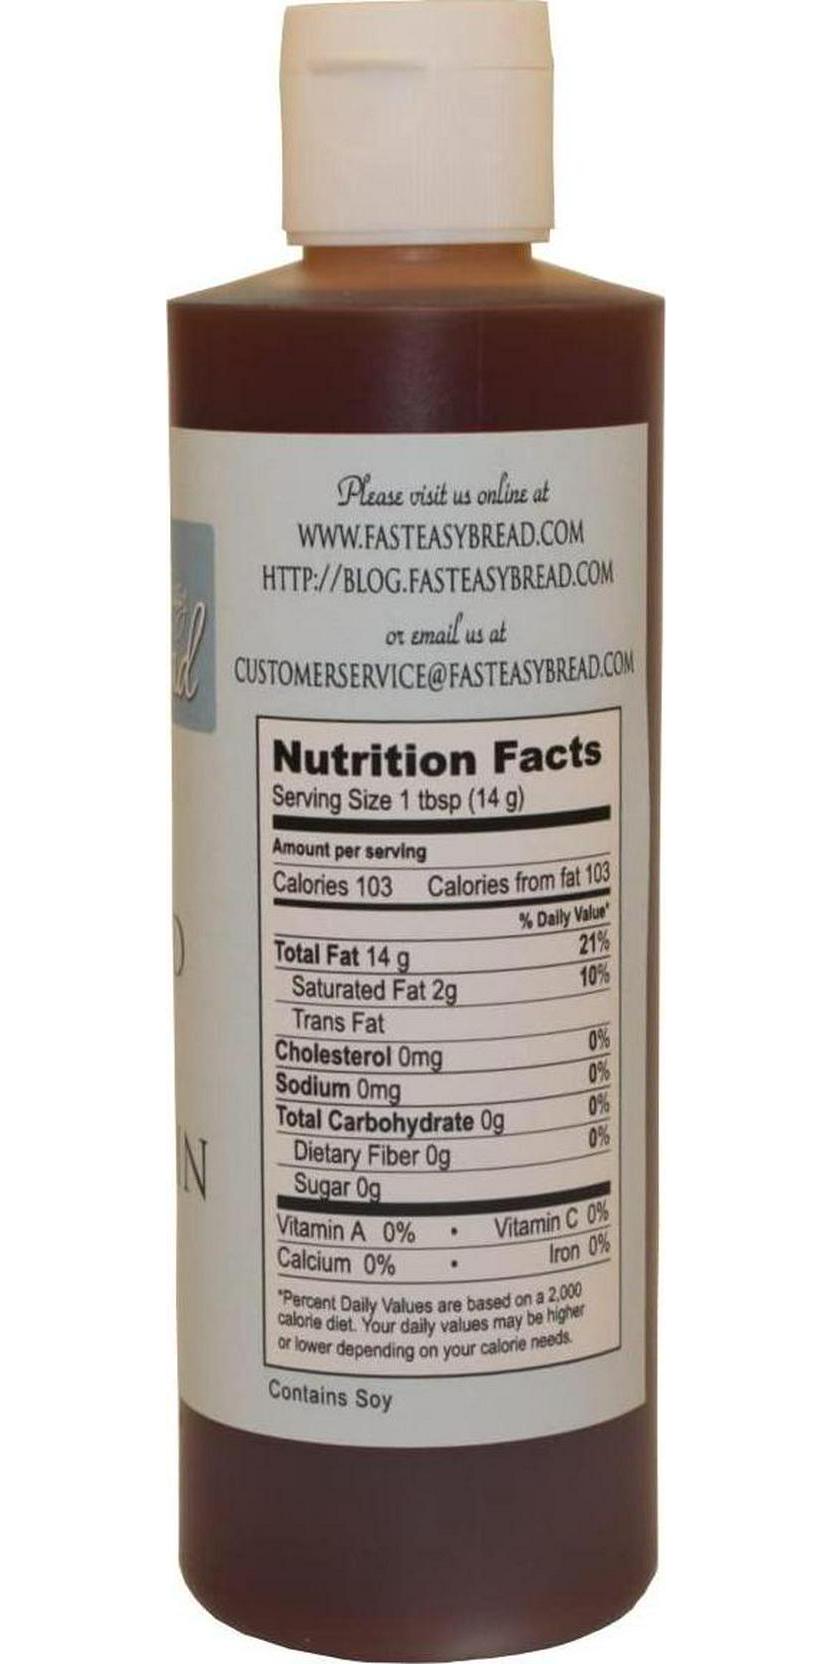 Please visit us online at
WWW.FASTEASYBREAD.COM
HTTP://BLOG.FASTEASYBREAD.COM
or email us at
CUSTOMERSERVICE@FASTEASYBREAD.COM
Nutrition Facts
Serving Size 1 tbsp (14 g)
Amount per serving
Calories 103 Calories from fat 103
% Daily Value*
Total Fat 14 g 21%
Saturated Fat 2g 10%
Trans Fat
Cholesterol 0mg 0%
Sodium 0mg 0%
Total Carbohydrate 0g 0%
Dietary Fiber 0g 0%
Sugar 0g
Vitamin A 0% • Vitamin C 0%
Calcium 0% • Iron 0%
*Percent Daily Values are based on a 2,000
calorie diet. Your daily values may be higher
or lower depending on your calorie needs.
Contains Soy